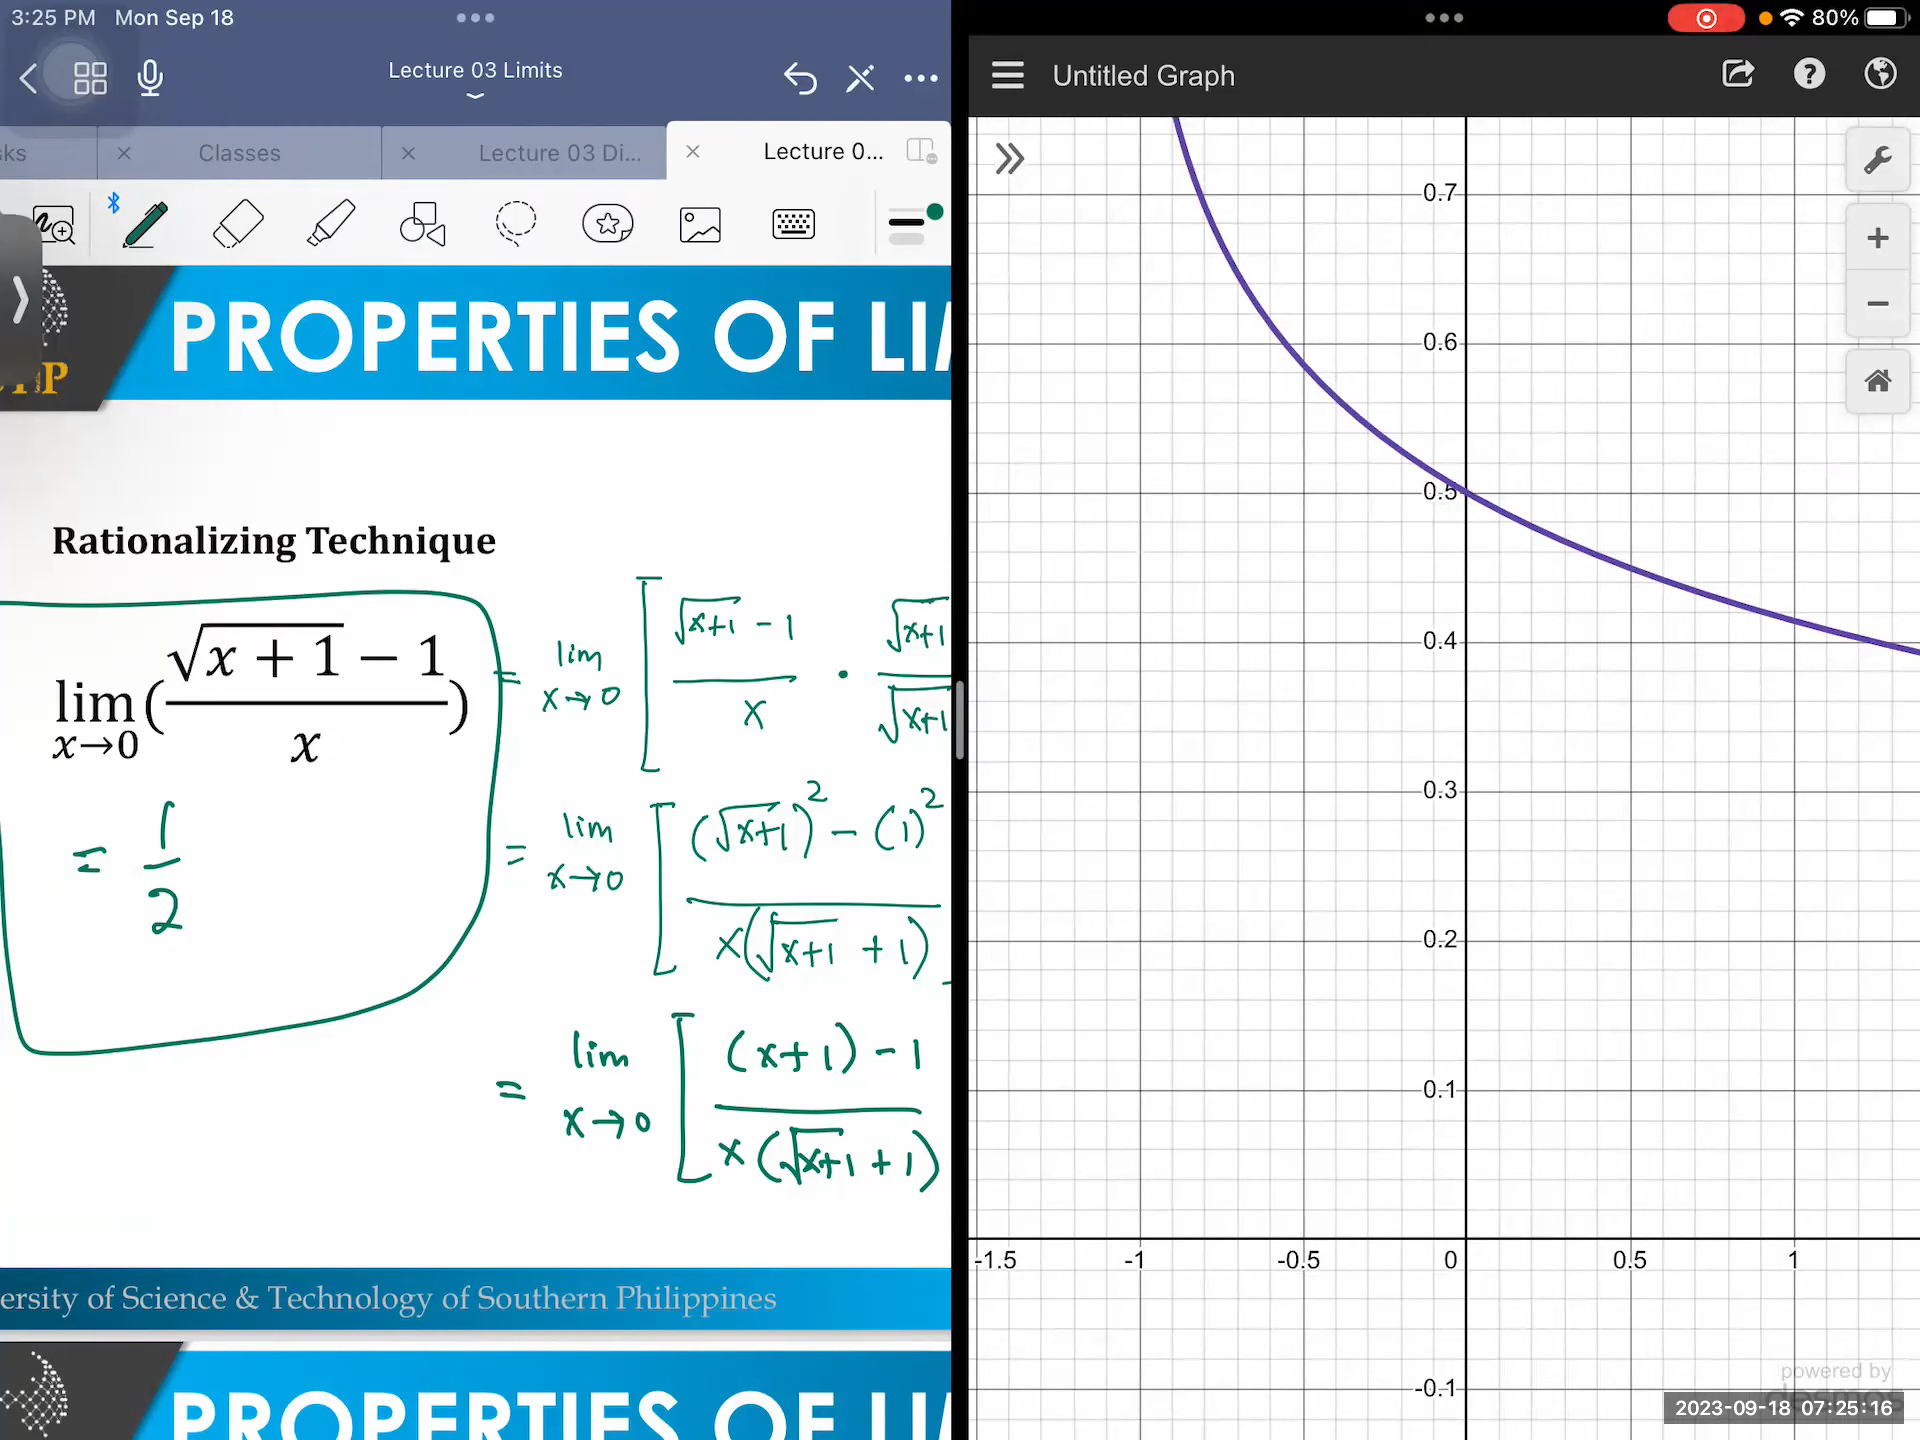 3:25 PM Mon Sep 18
Lecture 03 Limits
ks
Classes
Lecture 03 Di...
Lecture 0...
PROPERTIES OF LI
Rationalizing Technique
lim x→0 (√(x + 1) − 1 / x)
= 1/2
= lim x→0 [ √(x+1) - 1 / x · √(x+1 / √(x+1
= lim x→0 [ (√(x+1))² - (1)² / x(√(x+1) + 1)
= lim x→0 [ (x+1) - 1 / x(√(x+1) + 1)
ersity of Science & Technology of Southern Philippines
PROPERTIES OF LI
80%
Untitled Graph
0.7
0.6
0.5
0.4
0.3
0.2
0.1
-1.5 -1 -0.5 0 0.5 1
-0.1
powered by
desmos
2023-09-18 07:25:16